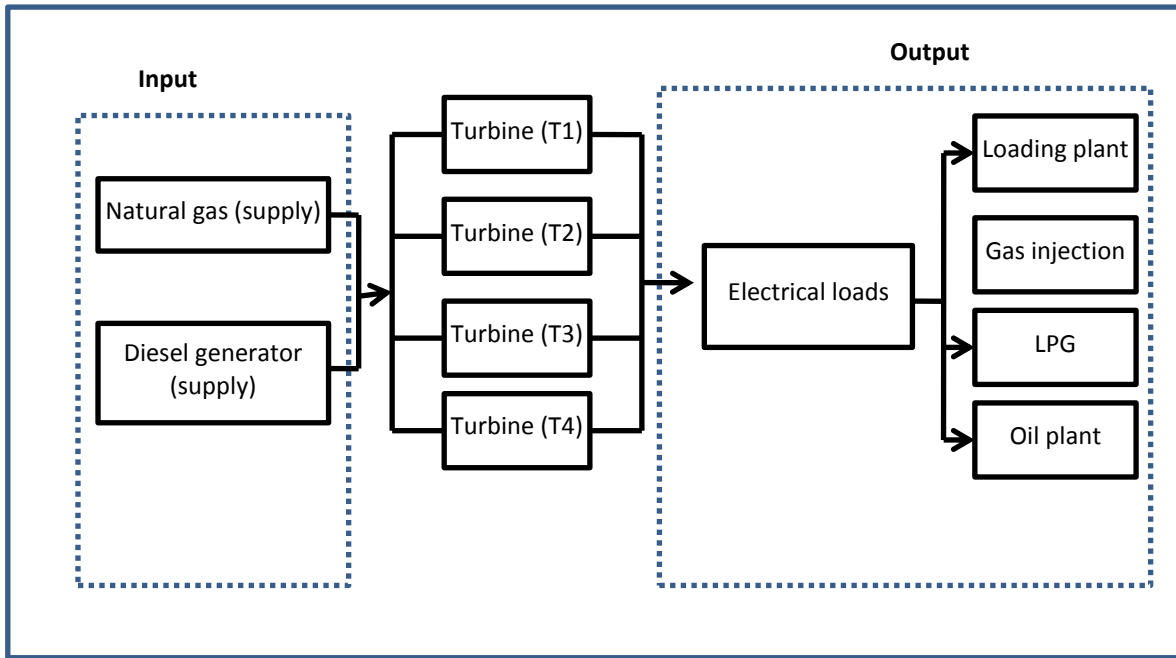 Input
Natural gas (supply)
Diesel generator
(supply)
Turbine (T1)
Turbine (T2)
Turbine (T3)
Turbine (T4)
Output
Electrical loads
Loading plant
Gas injection
LPG
Oil plant